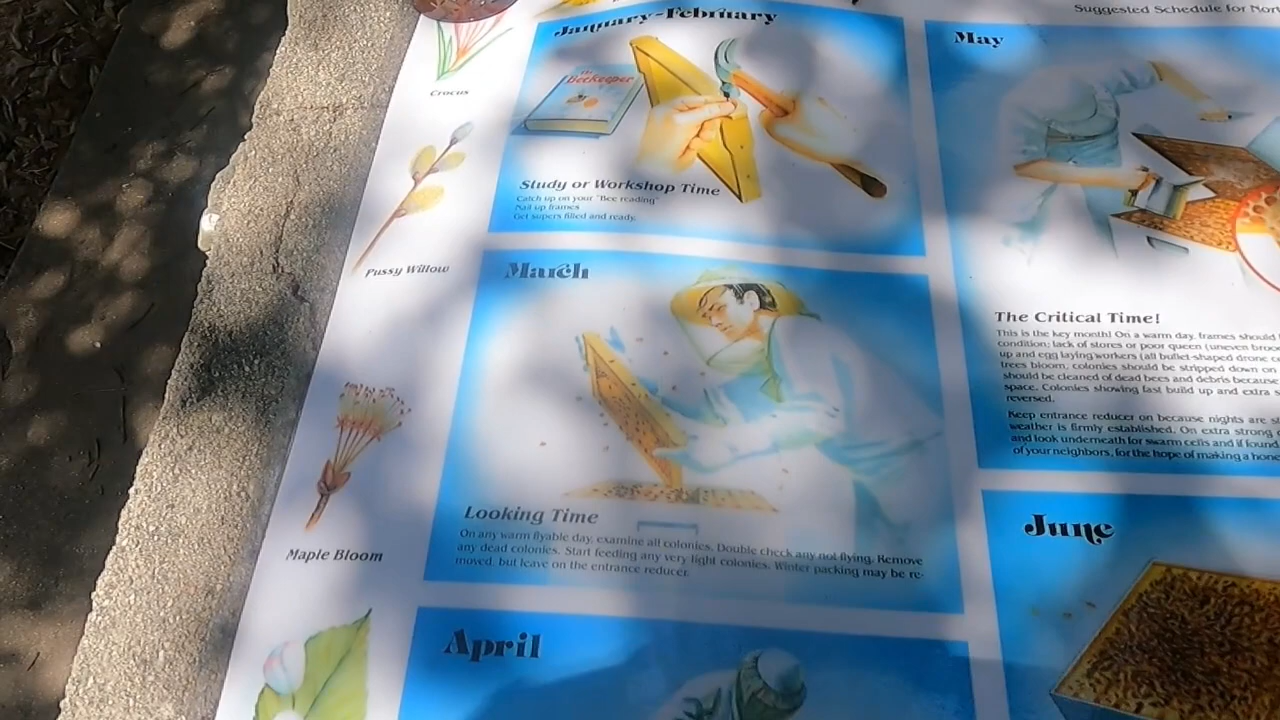 Suggested Schedule for
January-February
The Beekeeper
Study or Workshop Time
Catch up on your "Bee reading"
Nail up frames
Get supers filled and ready.
Crocus
Pussy Willow
March
Looking Time
On any warm flyable day, examine all colonies. Double check any not flying. Remove
any dead colonies. Start feeding any very light colonies. Winter packing may be re-
moved, but leave on the entrance reducer.
Maple Bloom
April
May
The Critical Time!
This is the key month! On a warm day, frames should
condition: lack of stores or poor queen (uneven
up and egg laying workers (all bullet-shaped drone
trees bloom, colonies should be stripped down on
should be cleaned of dead bees and debris because
space. Colonies showing fast build up and extra
reversed.
Keep entrance reducer on because nights are
weather is firmly established. On extra strong
and look underneath for swarm cells and if found
of your neighbors, for the hope of making a
June